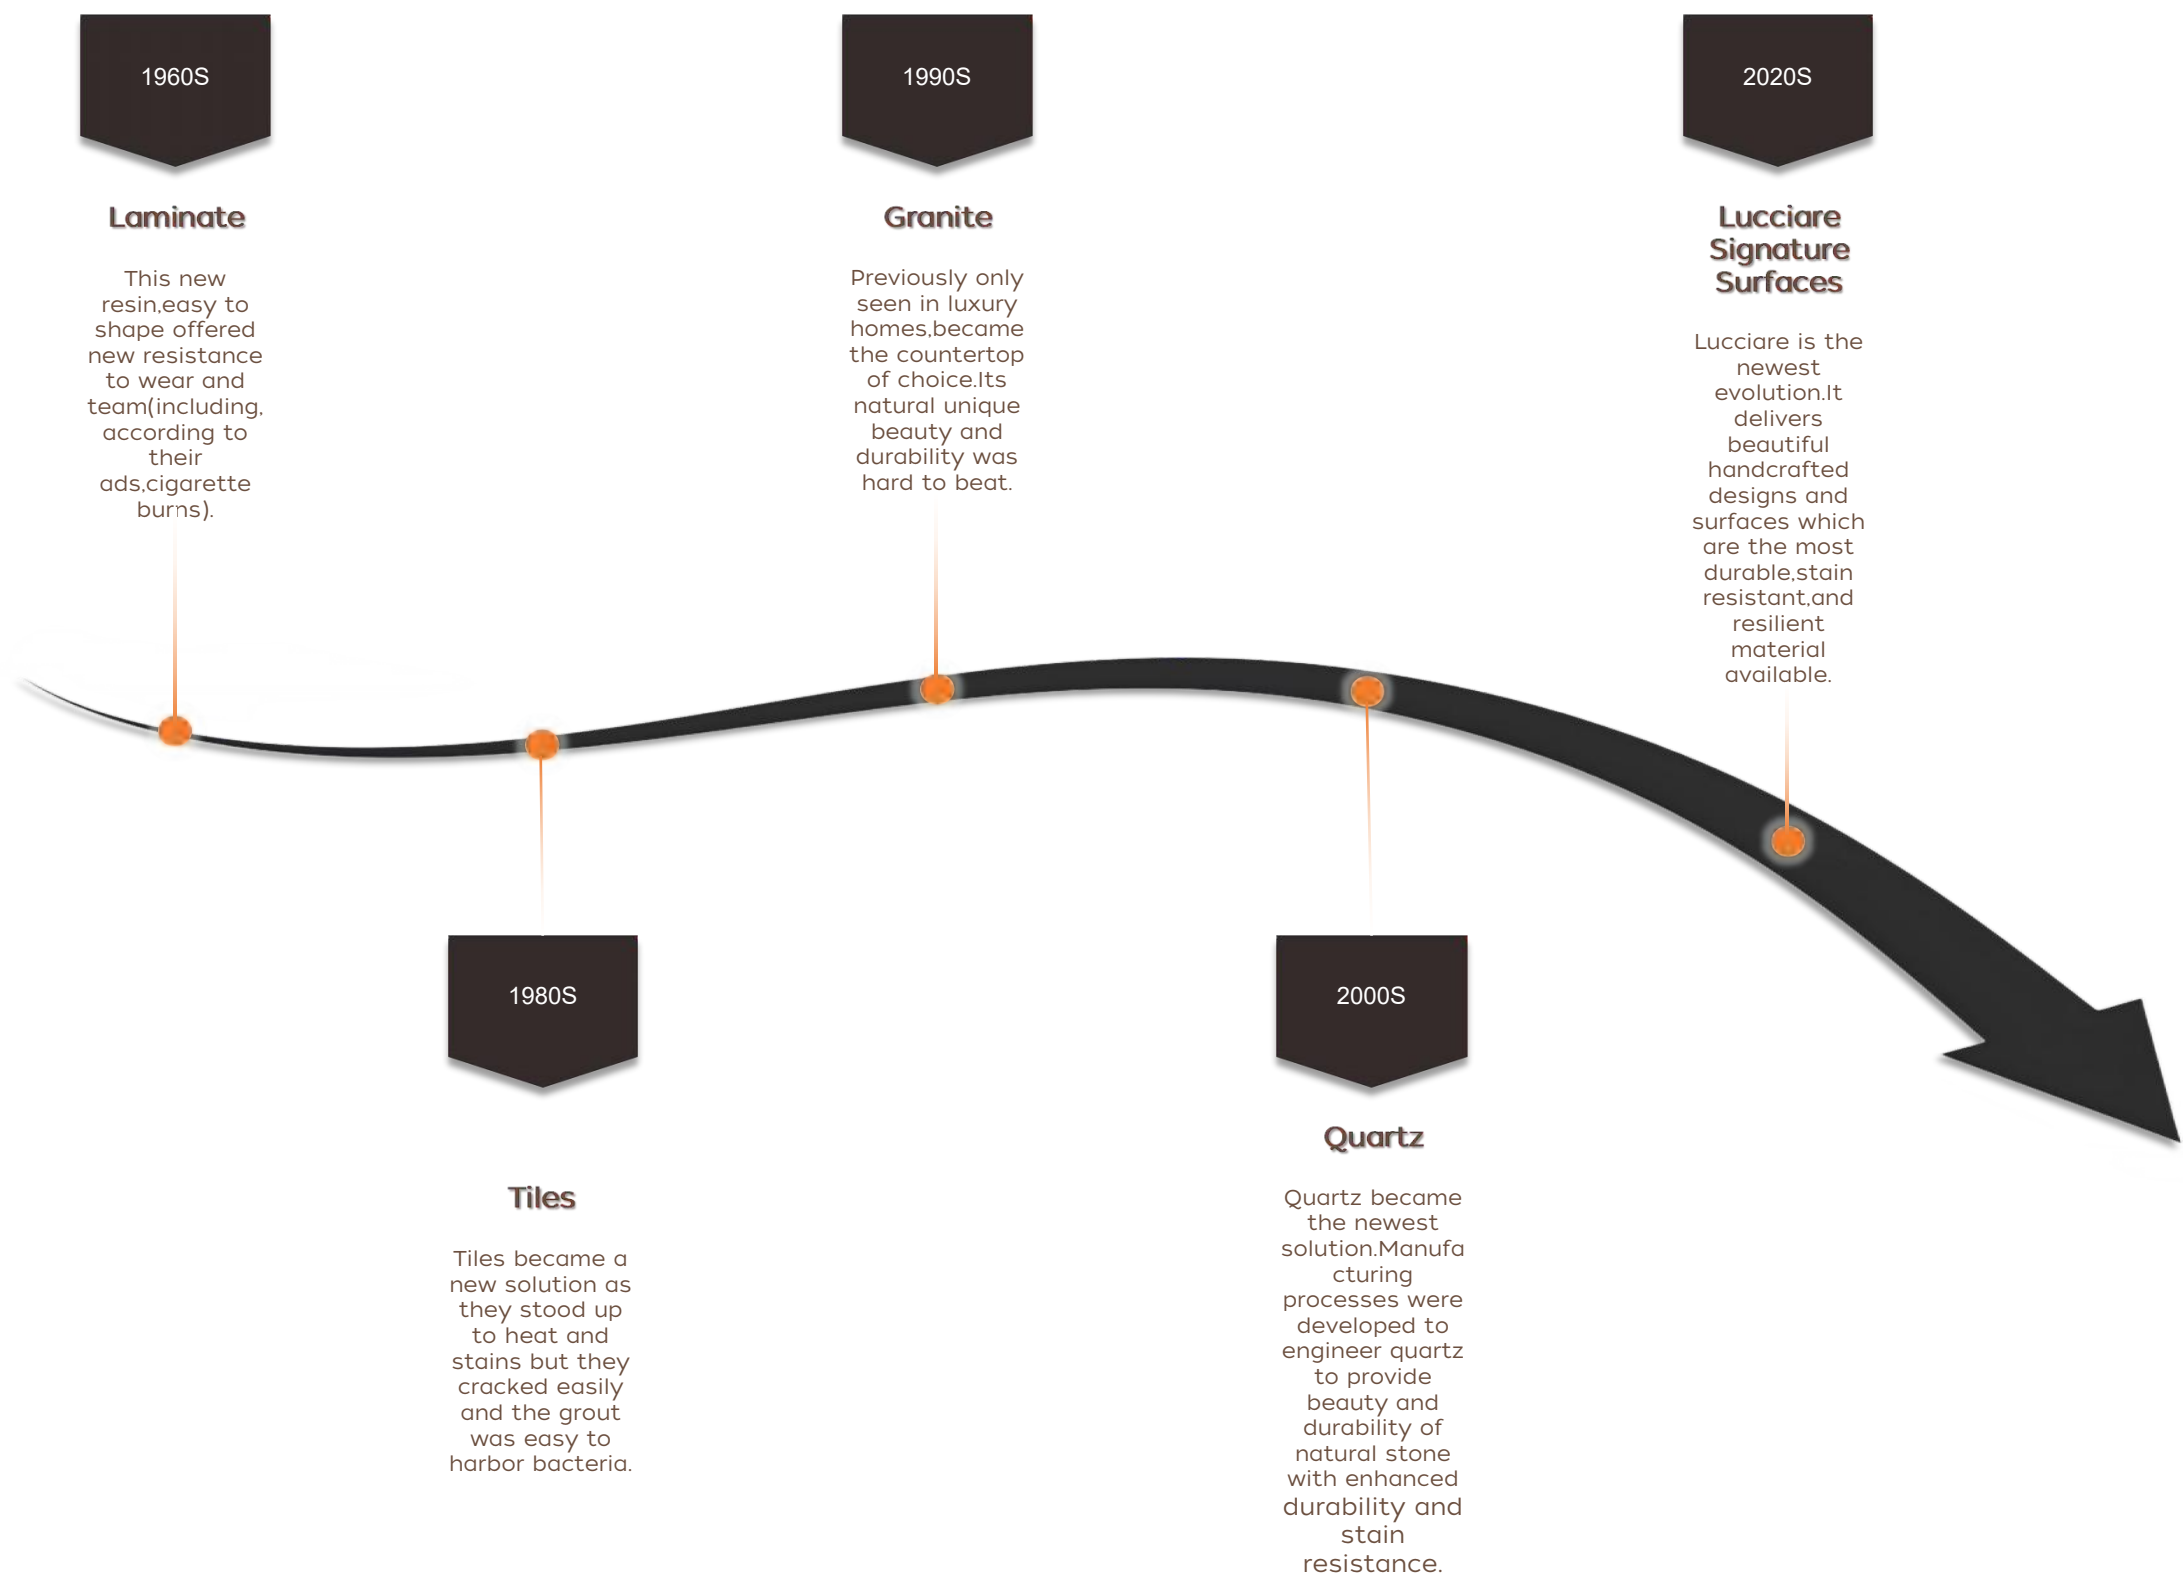 1960S
Laminate
This new
resin,easy to
shape offered
new resistance
to wear and
team(including,
according to
their
ads,cigarette
burns).
1980S
Tiles
Tiles became a
new solution as
they stood up
to heat and
stains but they
cracked easily
and the grout
was easy to
harbor bacteria.
1990S
Granite
Previously only
seen in luxury
homes,became
the countertop
of choice.Its
natural unique
beauty and
durability was
hard to beat.
2000S
Quartz
Quartz became
the newest
solution.Manufa
cturing
processes were
developed to
engineer quartz
to provide
beauty and
durability of
natural stone
with enhanced
durability and
stain
resistance.
2020S
Lucciare
Signature
Surfaces
Lucciare is the
newest
evolution.It
delivers
beautiful
handcrafted
designs and
surfaces which
are the most
durable,stain
resistant,and
resilient
material
available.